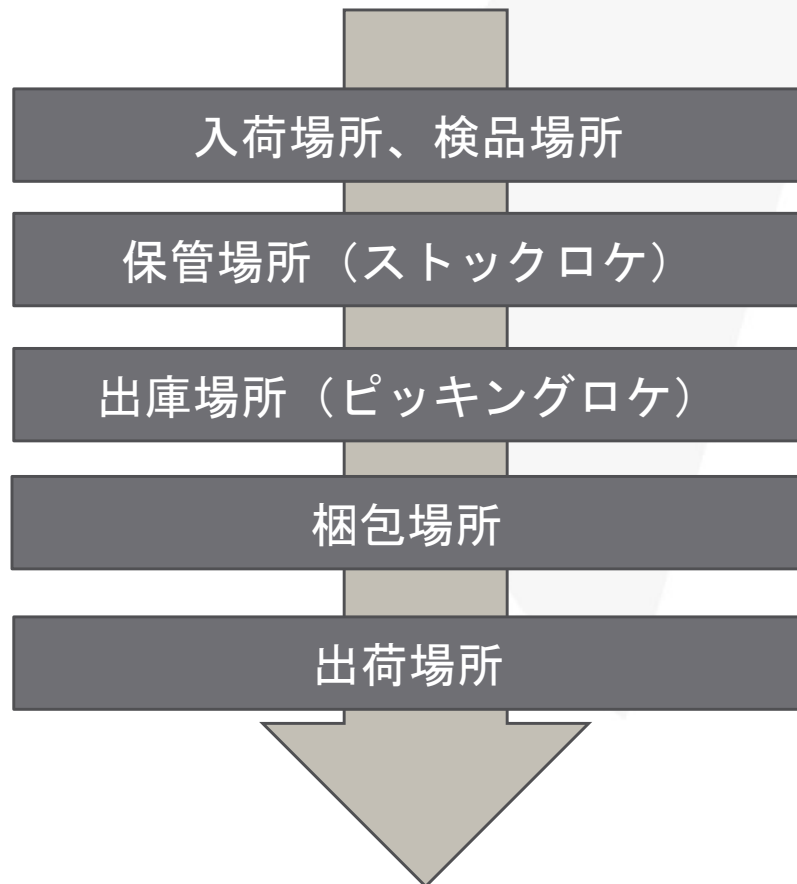 入荷場所、検品場所
保管場所（ストックロケ）
出庫場所（ピッキングロケ）
梱包場所
出荷場所